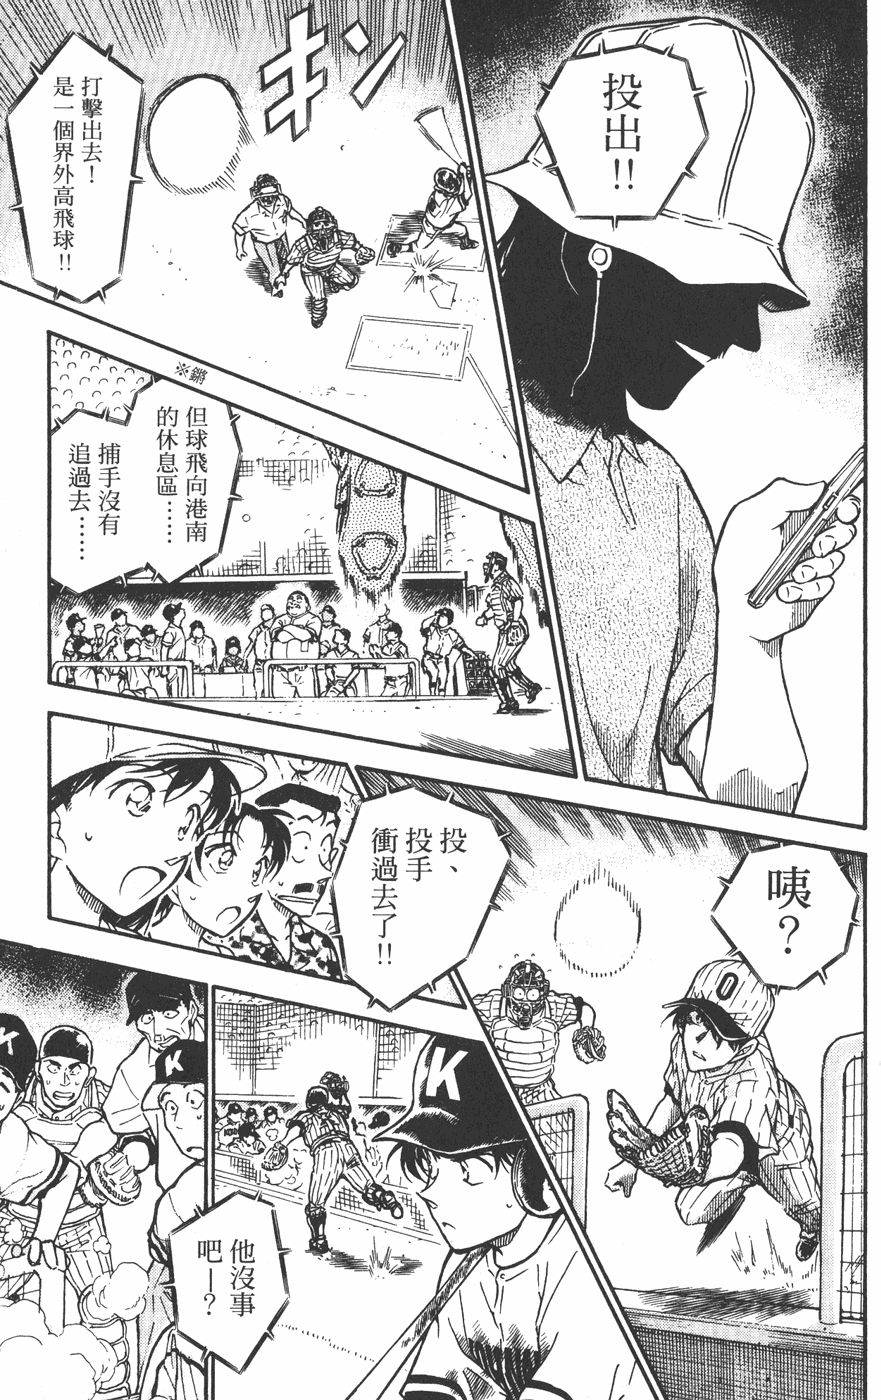 投出!!
キン
打擊出去！
是一個界外高飛球!!
※鏘
但球飛向港南
的休息區……
捕手沒有
追過去……
咦？
投、
投手
衝過去了!!
O
K
K
K
他沒事
吧—？